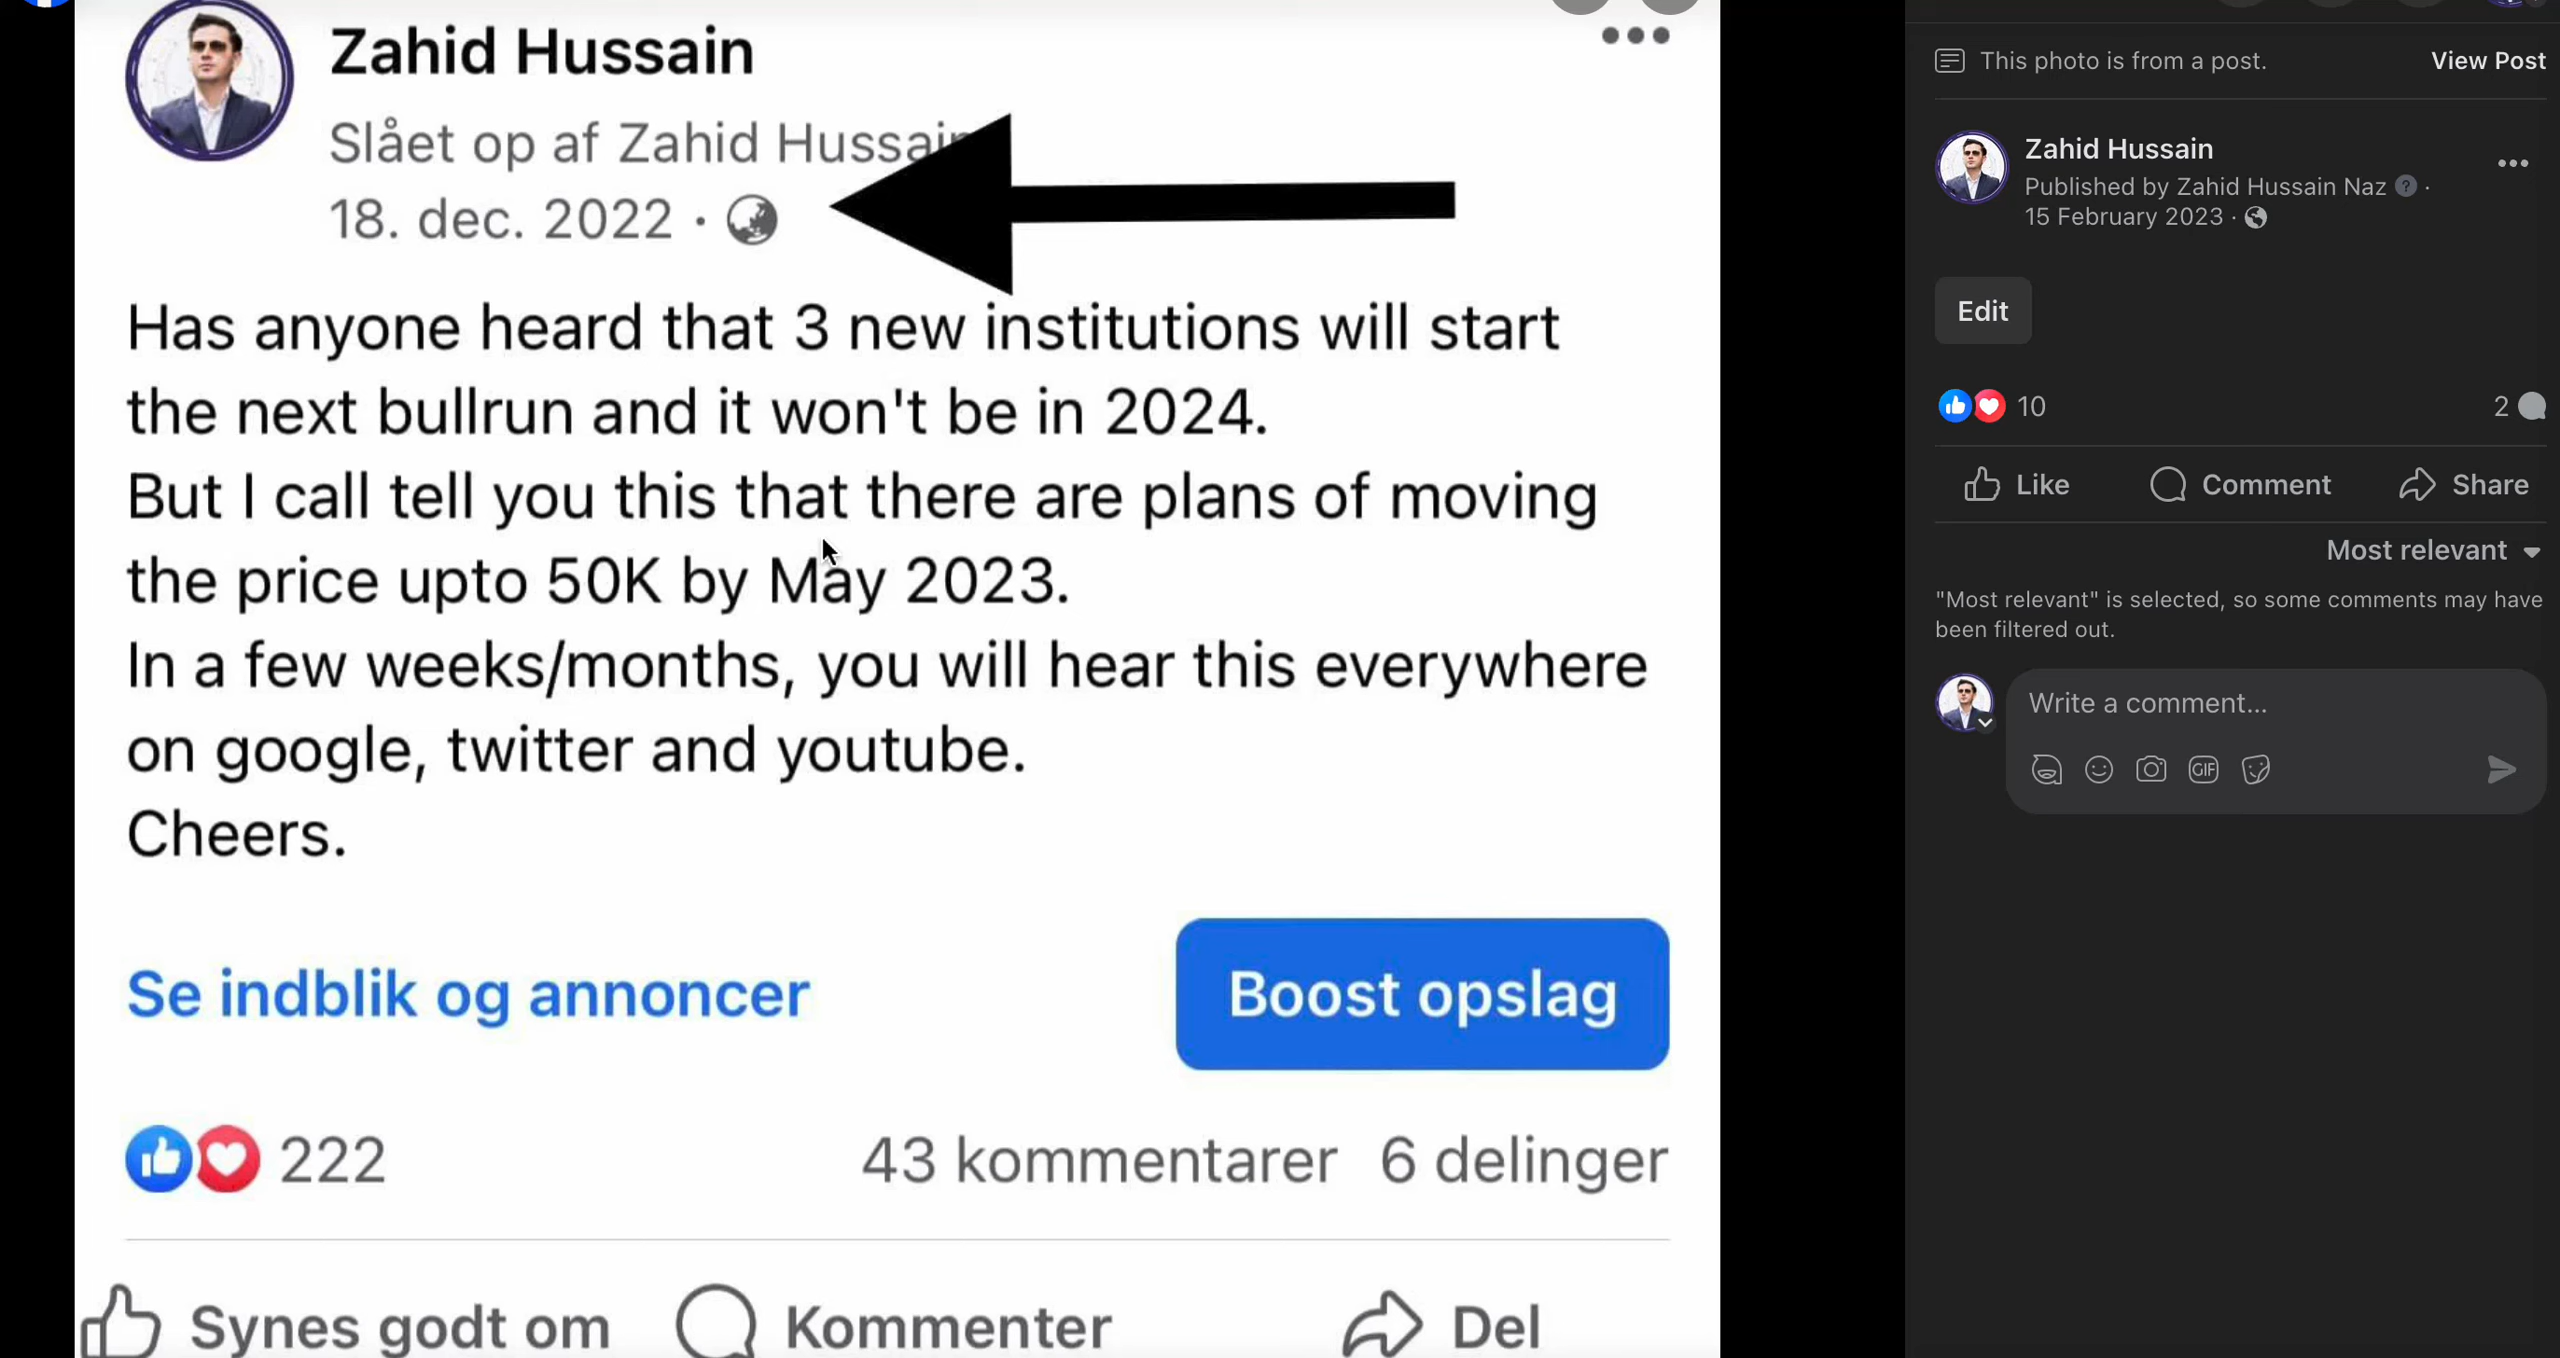 Zahid Hussain
Slået op af Zahid Hussain
18. dec. 2022 ·
Has anyone heard that 3 new institutions will start
the next bullrun and it won't be in 2024.
But I call tell you this that there are plans of moving
the price upto 50K by May 2023.
In a few weeks/months, you will hear this everywhere
on google, twitter and youtube.
Cheers.
Se indblik og annoncer
Boost opslag
222
43 kommentarer 6 delinger
Synes godt om
Kommenter
Del
This photo is from a post.
View Post
Zahid Hussain
Published by Zahid Hussain Naz ·
15 February 2023 ·
Edit
10
2
Like
Comment
Share
Most relevant
"Most relevant" is selected, so some comments may have
been filtered out.
Write a comment...
GIF